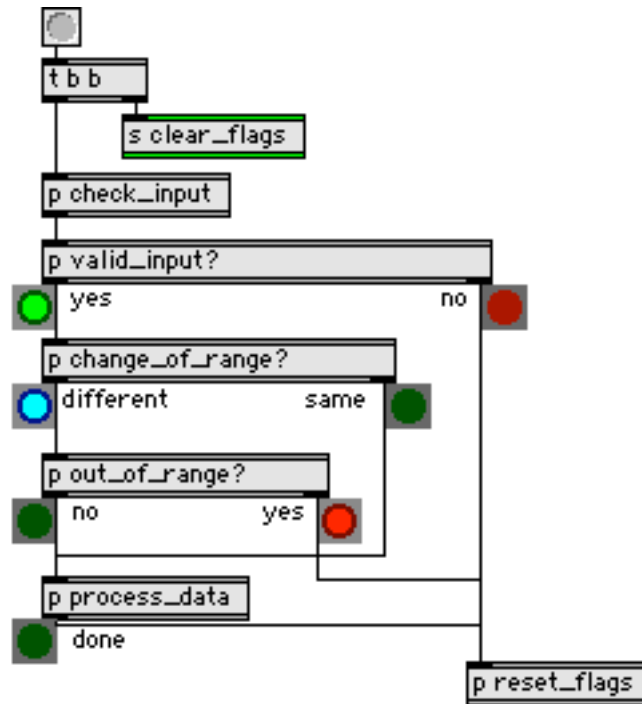 t b b
s clear_flags
p check_input
p valid_input?
yes no
p change_of_range?
different same
p out_of_range?
no yes
p process_data
done
p reset_flags